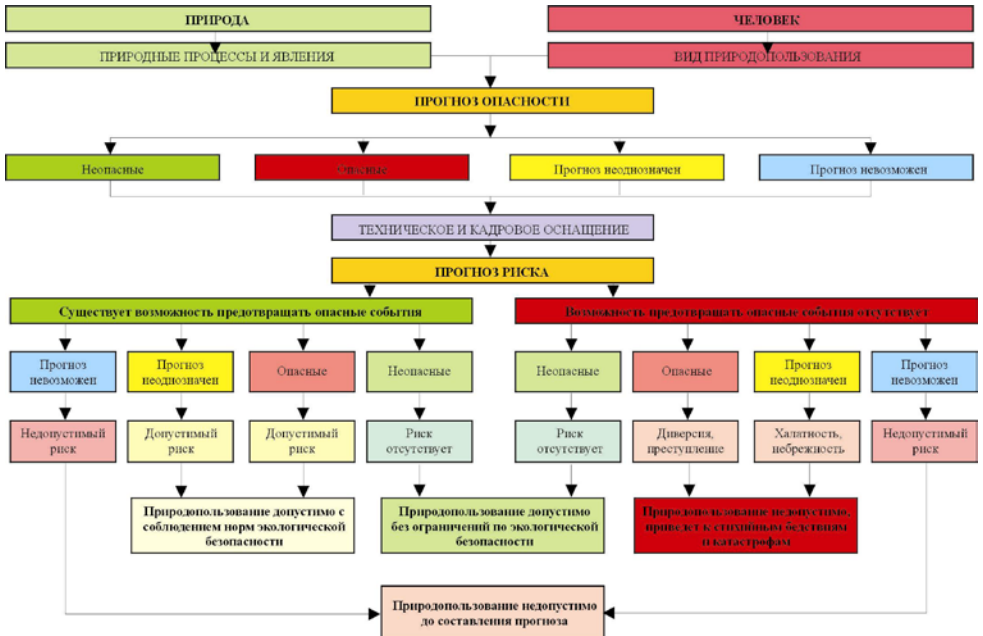 ПРИРОДА
ЧЕЛОВЕК
ПРИРОДНЫЕ ПРОЦЕССЫ И ЯВЛЕНИЯ
ВИД ПРИРОДОПОЛЬЗОВАНИЯ
ПРОГНОЗ ОПАСНОСТИ
Неопасные
Опасные
Прогноз неоднозначен
Прогноз невозможен
ТЕХНИЧЕСКОЕ И КАДРОВОЕ ОСНАЩЕНИЕ
ПРОГНОЗ РИСКА
Существует возможность предотвращать опасные события
Возможность предотвращать опасные события отсутствует
Прогноз
невозможен
Прогноз
неоднозначен
Опасные
Неопасные
Неопасные
Опасные
Прогноз
неоднозначен
Прогноз
невозможен
Недопустимый
риск
Допустимый
риск
Допустимый
риск
Риск
отсутствует
Риск
отсутствует
Диверсия,
преступление
Халатность,
небрежность
Недопустимый
риск
Природопользование допустимо с
соблюдением норм экологической
безопасности
Природопользование допустимо
без ограничений по экологической
безопасности
Природопользование недопустимо,
приведет к стихийным бедствиям
и катастрофам
Природопользование недопустимо
до составления прогноза